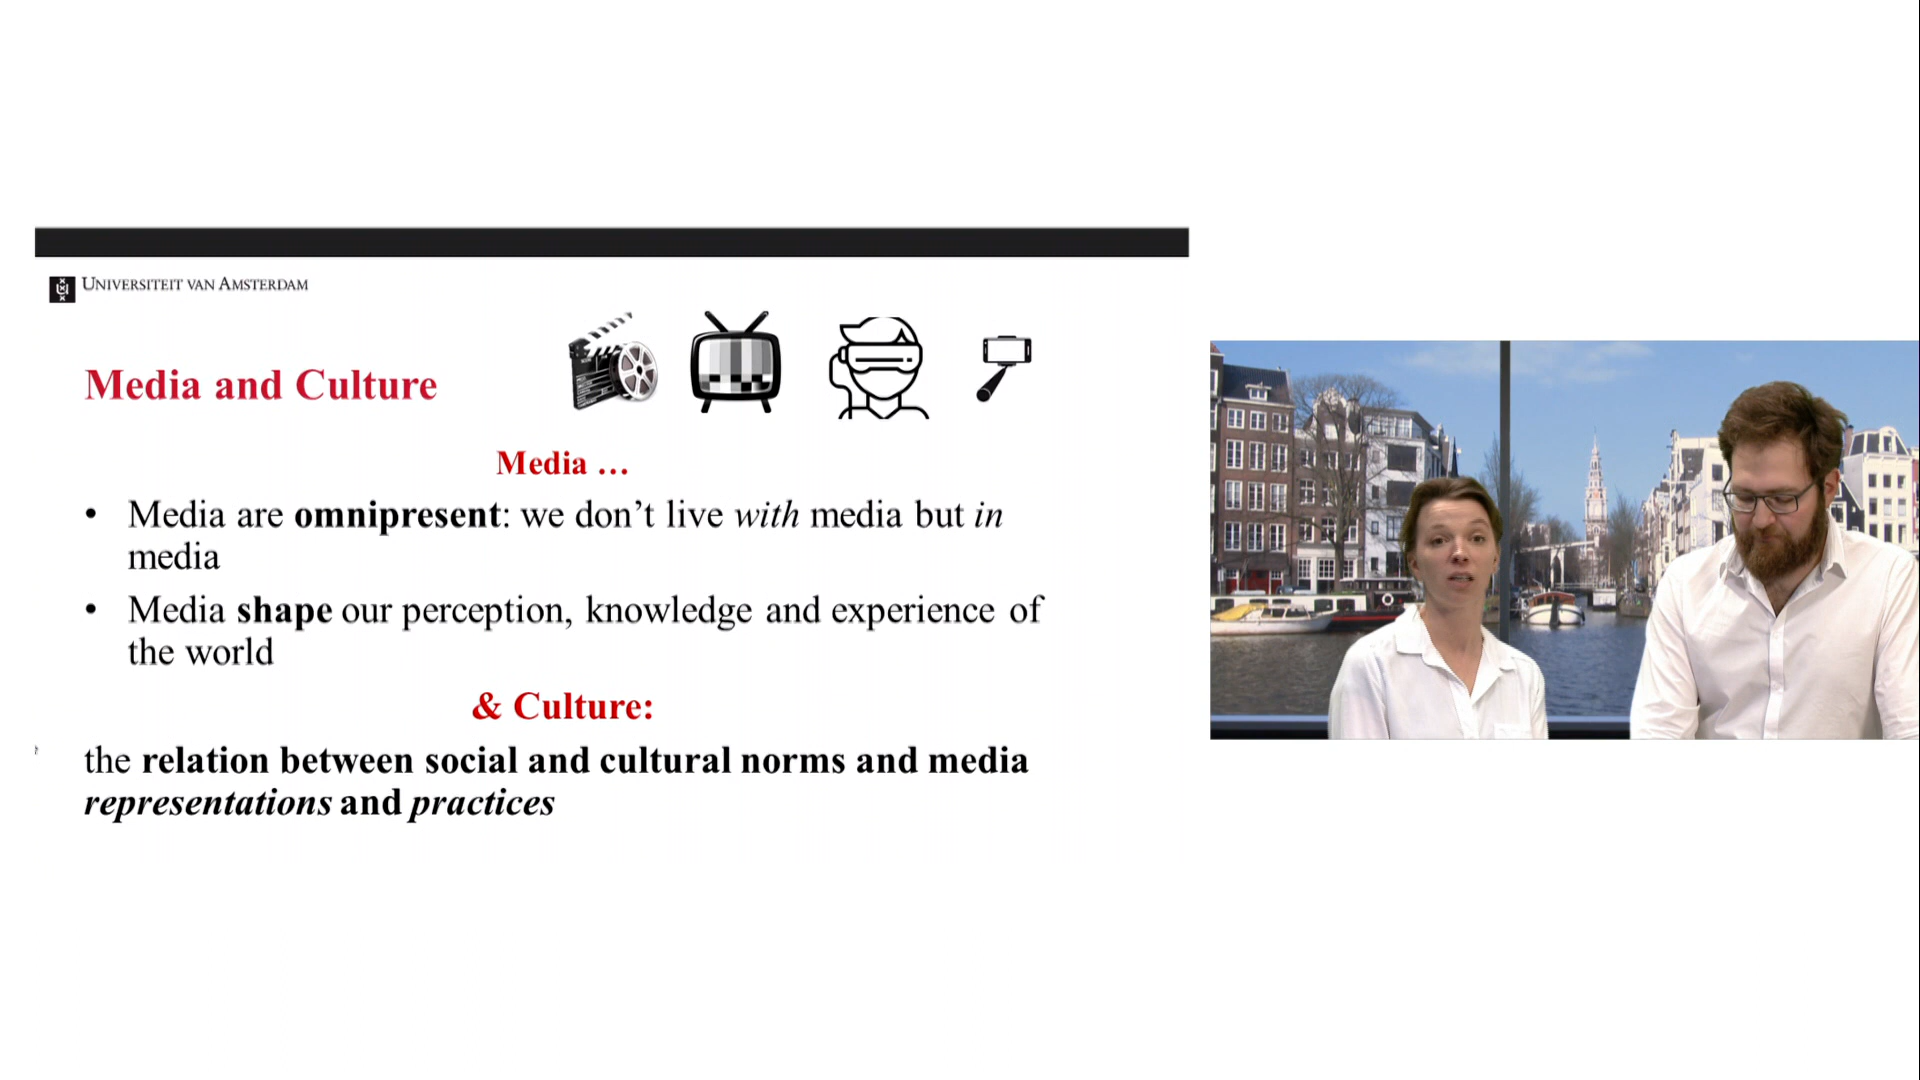 UNIVERSITEIT VAN AMSTERDAM
Media and Culture
Media …
• Media are omnipresent: we don’t live with media but in
media
• Media shape our perception, knowledge and experience of
the world
& Culture:
the relation between social and cultural norms and media
representations and practices